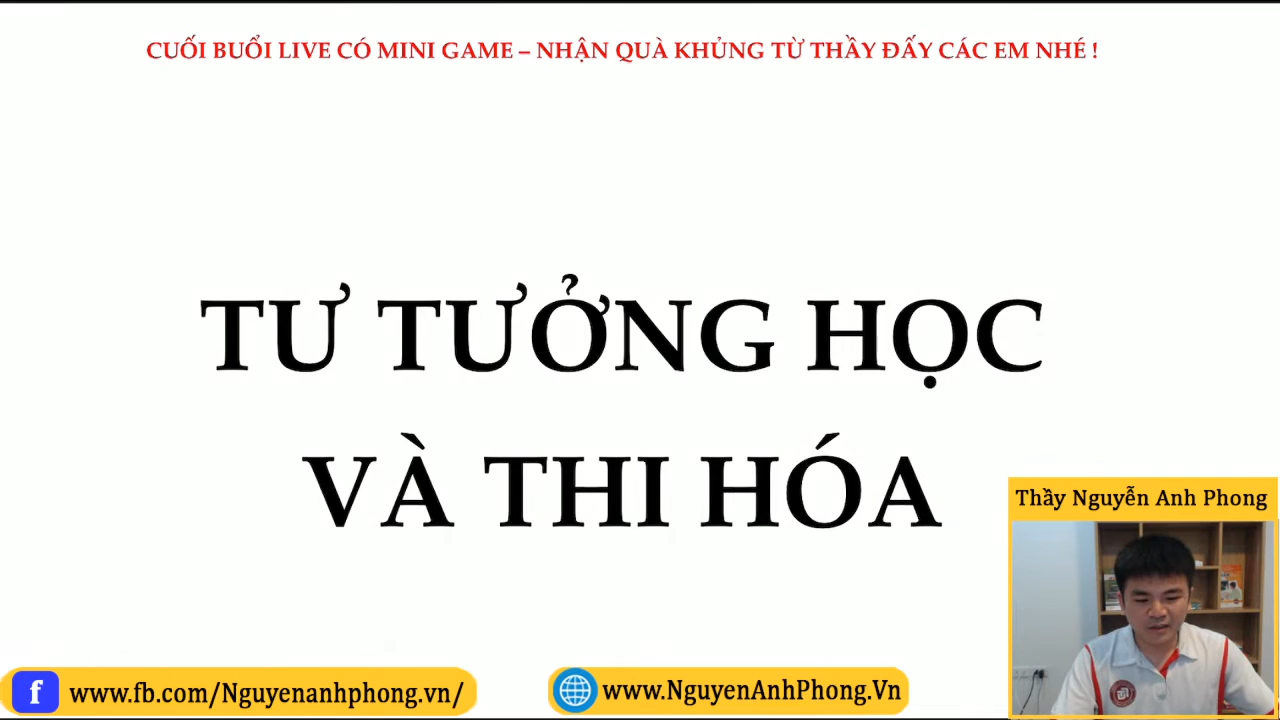 CUỐI BUỔI LIVE CÓ MINI GAME – NHẬN QUÀ KHỦNG TỪ THẦY ĐẤY CÁC EM NHÉ !
TƯ TƯỞNG HỌC
VÀ THI HÓA
Thầy Nguyễn Anh Phong
f www.fb.com/Nguyenanhphong.vn/
www.NguyenAnhPhong.Vn